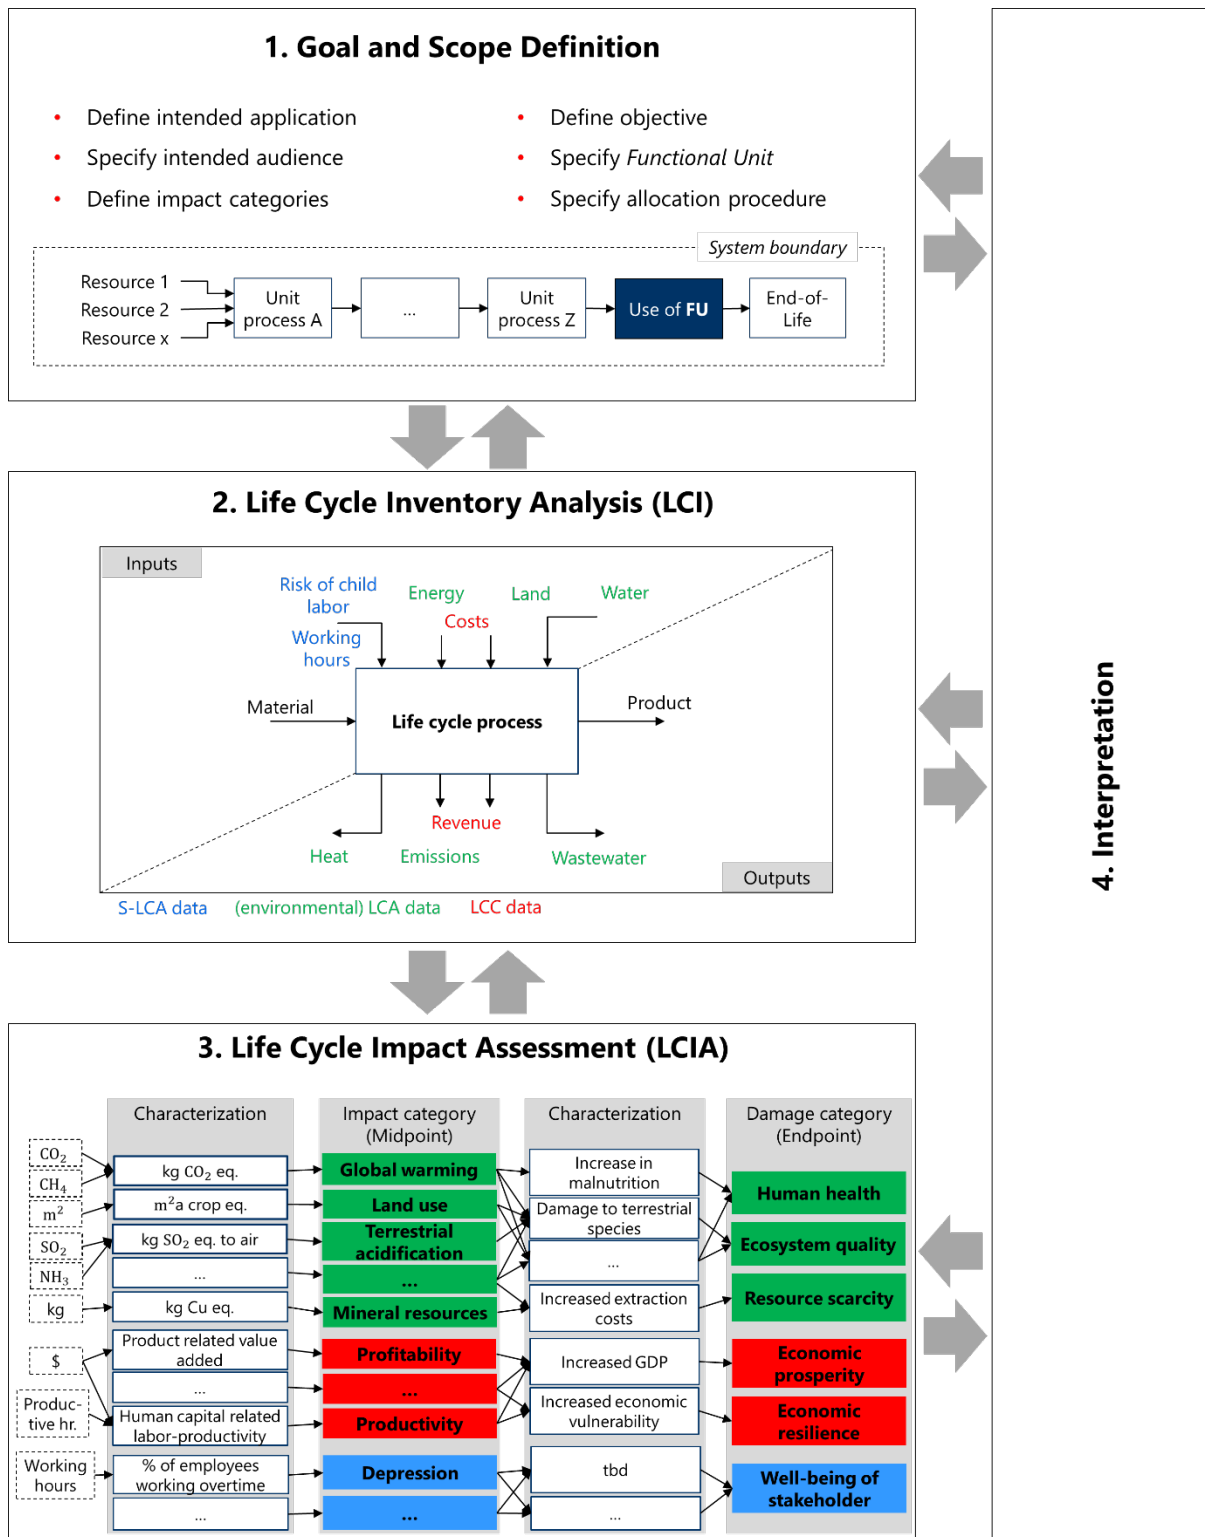 1. Goal and Scope Definition
• Define intended application
• Specify intended audience
• Define impact categories
• Define objective
• Specify Functional Unit
• Specify allocation procedure
System boundary
Resource 1
Resource 2
Resource x
Unit
process A
...
Unit
process Z
Use of FU
End-of-
Life
2. Life Cycle Inventory Analysis (LCI)
Inputs
Risk of child
labor
Working
hours
Energy
Costs
Land
Water
Material
Life cycle process
Product
Revenue
Heat
Emissions
Wastewater
Outputs
S-LCA data
(environmental) LCA data
LCC data
3. Life Cycle Impact Assessment (LCIA)
Characterization
Impact category
(Midpoint)
Characterization
Damage category
(Endpoint)
CO₂
CH₄
m²
SO₂
NH₃
kg
$
Produc-
tive hr.
Working
hours
kg CO₂ eq.
m²a crop eq.
kg SO₂ eq. to air
...
kg Cu eq.
Product related value
added
...
Human capital related
labor-productivity
% of employees
working overtime
...
Global warming
Land use
Terrestrial
acidification
...
Mineral resources
Profitability
...
Productivity
Depression
...
Increase in
malnutrition
Damage to terrestrial
species
...
Increased extraction
costs
Increased GDP
Increased economic
vulnerability
tbd
...
Human health
Ecosystem quality
Resource scarcity
Economic
prosperity
Economic
resilience
Well-being of
stakeholder
4. Interpretation